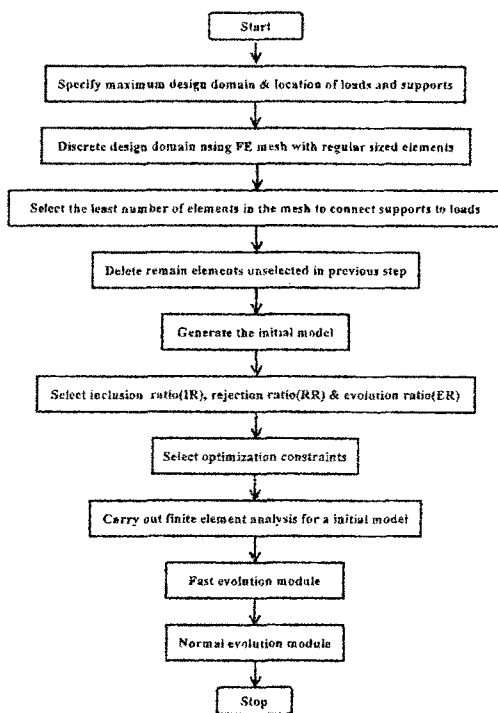 Start
Specify maximum design domain & location of loads and supports
Discrete design domain using FE mesh with regular sized elements
Select the least number of elements in the mesh to connect supports to loads
Delete remain elements unselected in previous step
Generate the initial model
Select inclusion ratio(IR), rejection ratio(RR) & evolution ratio(ER)
Select optimization constraints
Carry out finite element analysis for a initial model
Fast evolution module
Normal evolution module
Stop